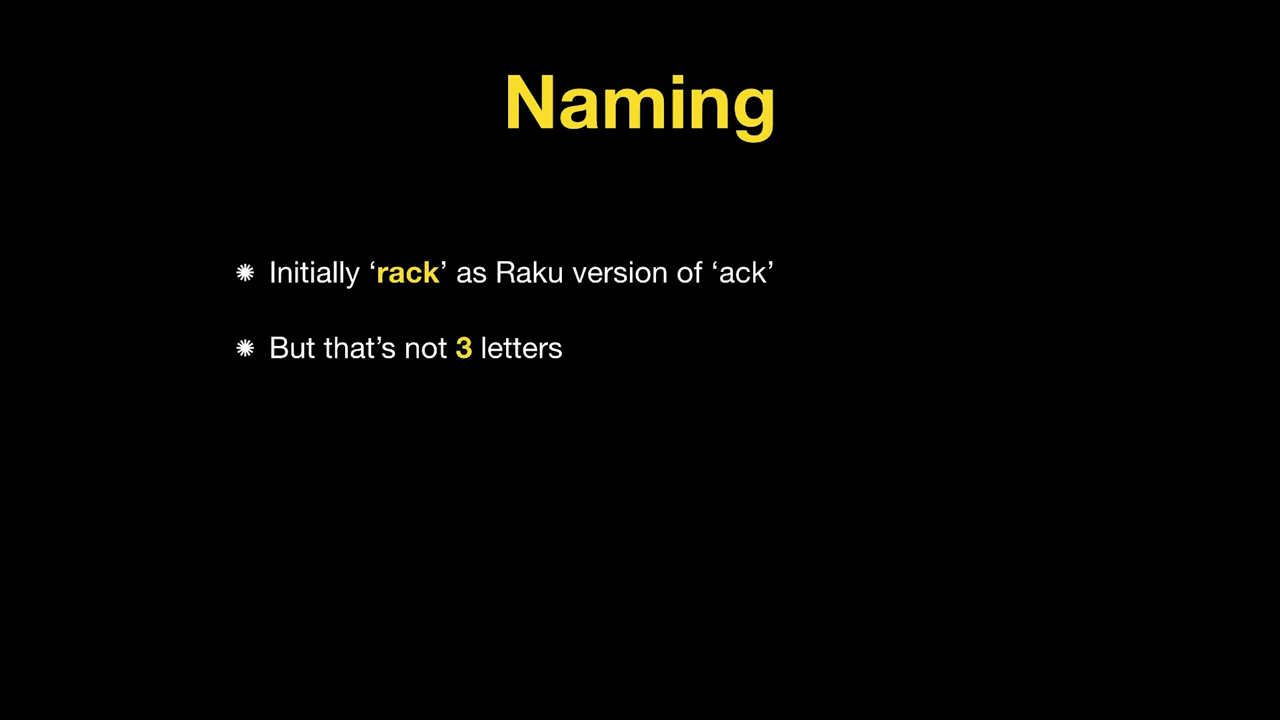 Naming
✺ Initially ‘rack’ as Raku version of ‘ack’
✺ But that’s not 3 letters